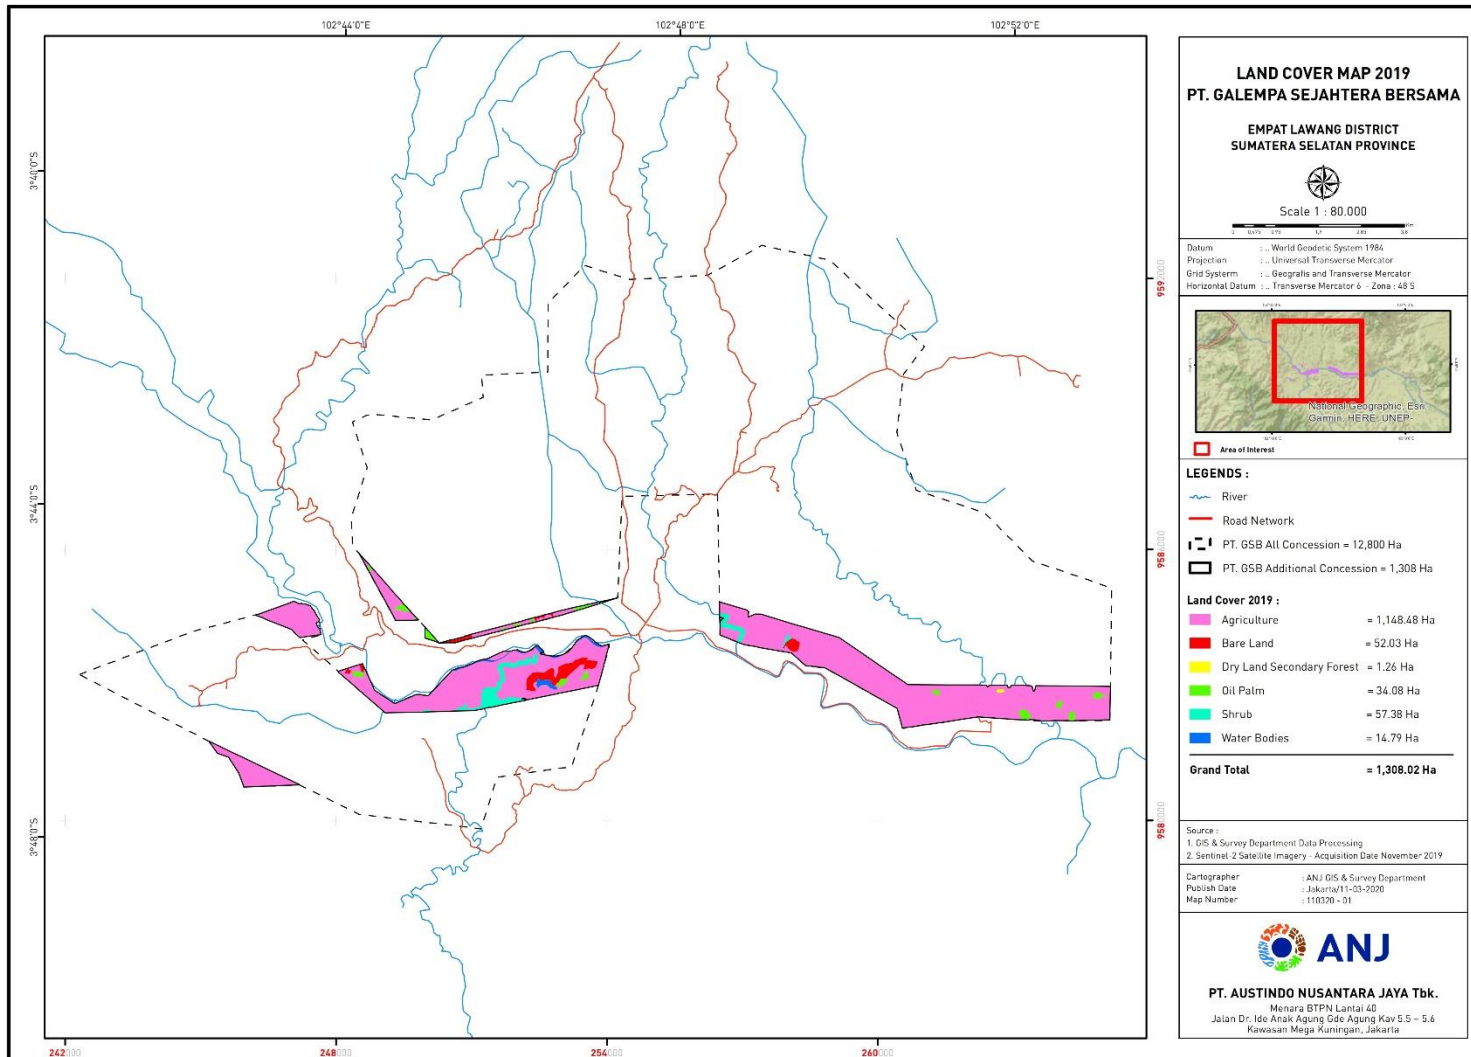 102°44'0"E 102°48'0"E 102°52'0"E
3°40'0"S
3°44'0"S
3°48'0"S
9592000
9586000
9580000
242000 248000 254000 260000
LAND COVER MAP 2019
PT. GALEMPA SEJAHTERA BERSAMA
EMPAT LAWANG DISTRICT
SUMATERA SELATAN PROVINCE
Scale 1 : 80.000
Datum : .. World Geodetic System 1984
Projection : .. Universal Transverse Mercator
Grid Systerm : .. Geografis and Transverse Mercator
Horizontal Datum : .. Transverse Mercator 6 - Zona : 48 S
National Geographic, Esri
Garmin, HERE, UNEP-
Area of Interest
LEGENDS :
River
Road Network
PT. GSB All Concession = 12,800 Ha
PT. GSB Additional Concession = 1,308 Ha
Land Cover 2019 :
Agriculture = 1,148.48 Ha
Bare Land = 52.03 Ha
Dry Land Secondary Forest = 1.26 Ha
Oil Palm = 34.08 Ha
Shrub = 57.38 Ha
Water Bodies = 14.79 Ha
Grand Total = 1,308.02 Ha
Source :
1. GIS & Survey Department Data Processing
2. Sentinel-2 Satellite Imagery - Acquisition Date November 2019
Cartographer : ANJ GIS & Survey Department
Publish Date : Jakarta/11-03-2020
Map Number : 110320 - 01
ANJ
PT. AUSTINDO NUSANTARA JAYA Tbk.
Menara BTPN Lantai 40
Jalan Dr. Ide Anak Agung Gde Agung Kav 5.5 – 5.6
Kawasan Mega Kuningan, Jakarta